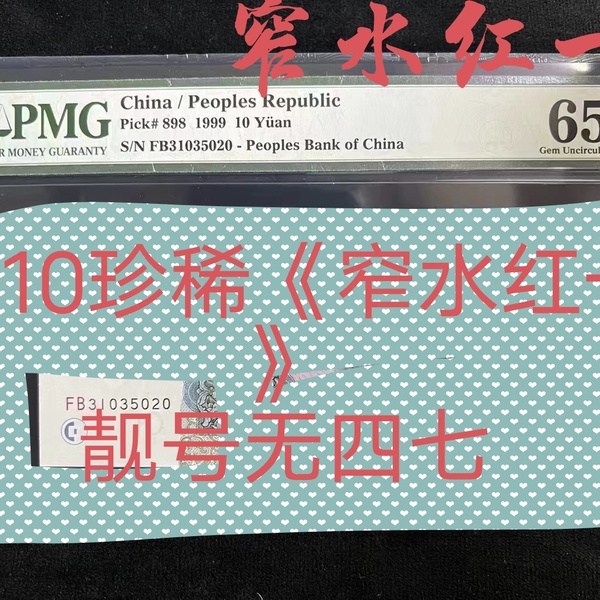 窄水红一
PMG
China / Peoples Republic
Pick# 898 1999 10 Yüan
65
R MONEY GUARANTY
S/N FB31035020 - Peoples Bank of China
Gem Uncircul
10珍稀《窄水红一
》
FB31035020
靓号无四七